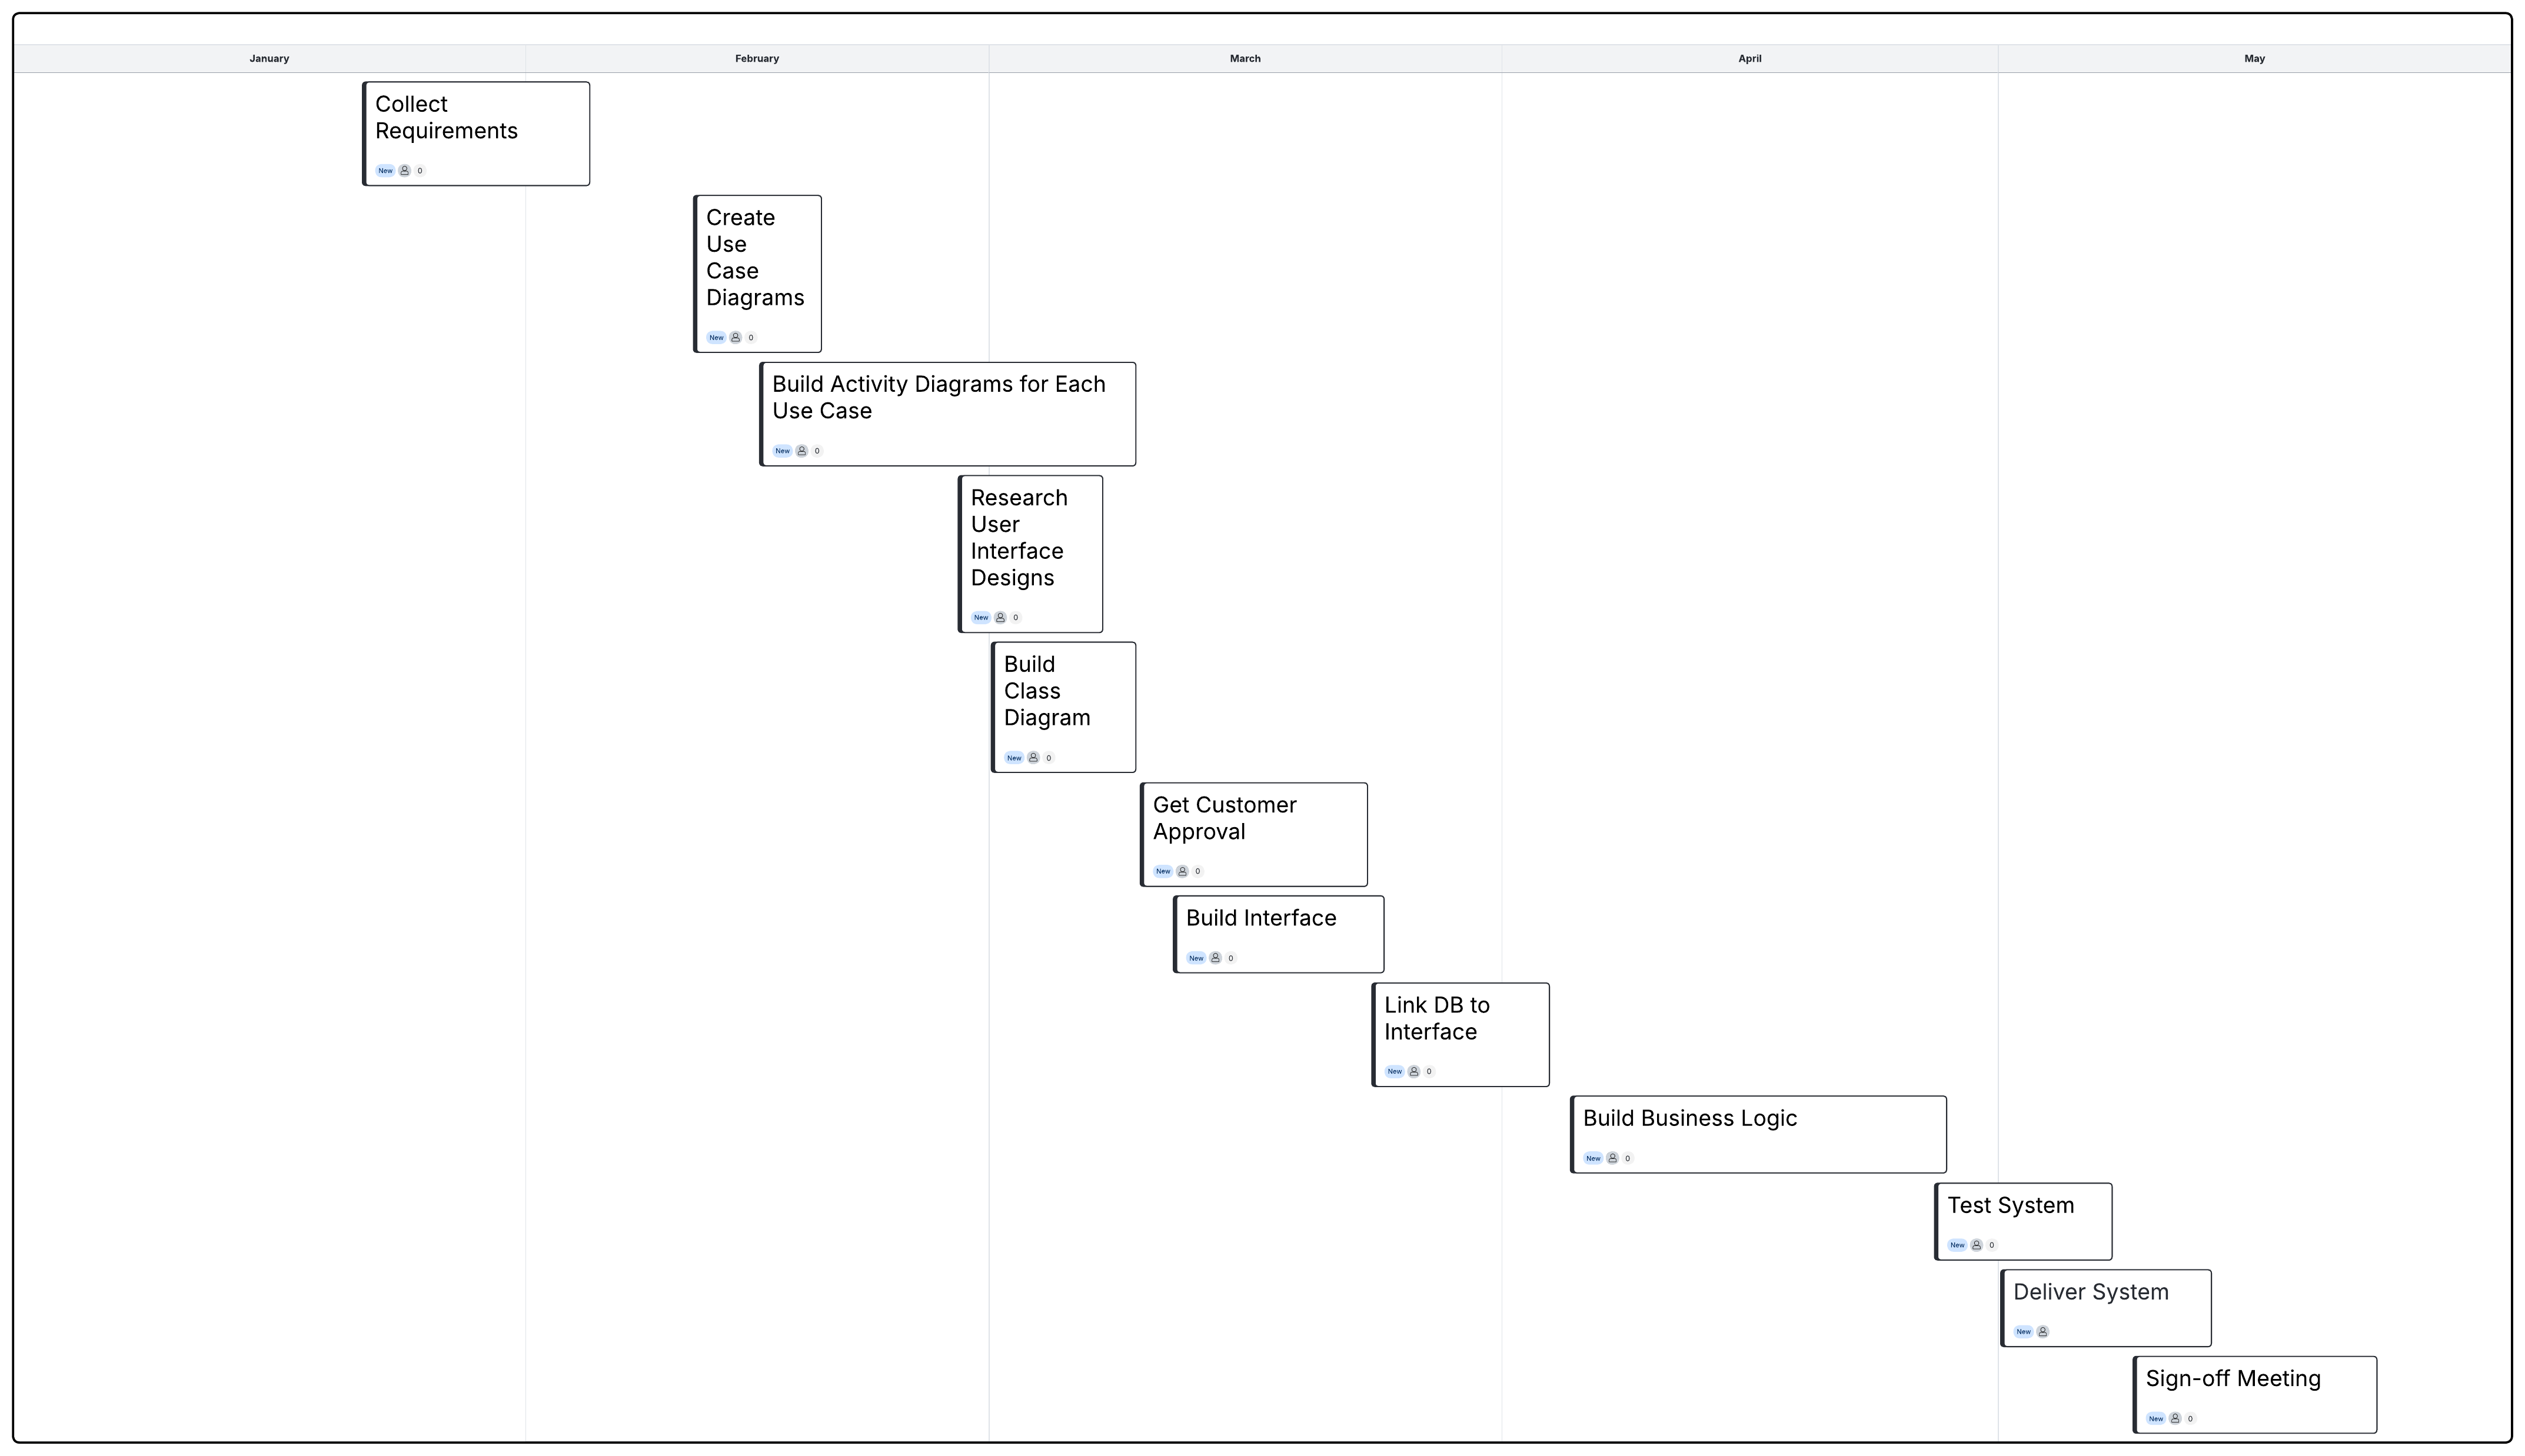 January February March April May
Collect
Requirements
New 0
Create
Use
Case
Diagrams
New 0
Build Activity Diagrams for Each
Use Case
New 0
Research
User
Interface
Designs
New 0
Build
Class
Diagram
New 0
Get Customer
Approval
New 0
Build Interface
New 0
Link DB to
Interface
New 0
Build Business Logic
New 0
Test System
New 0
Deliver System
New
Sign-off Meeting
New 0